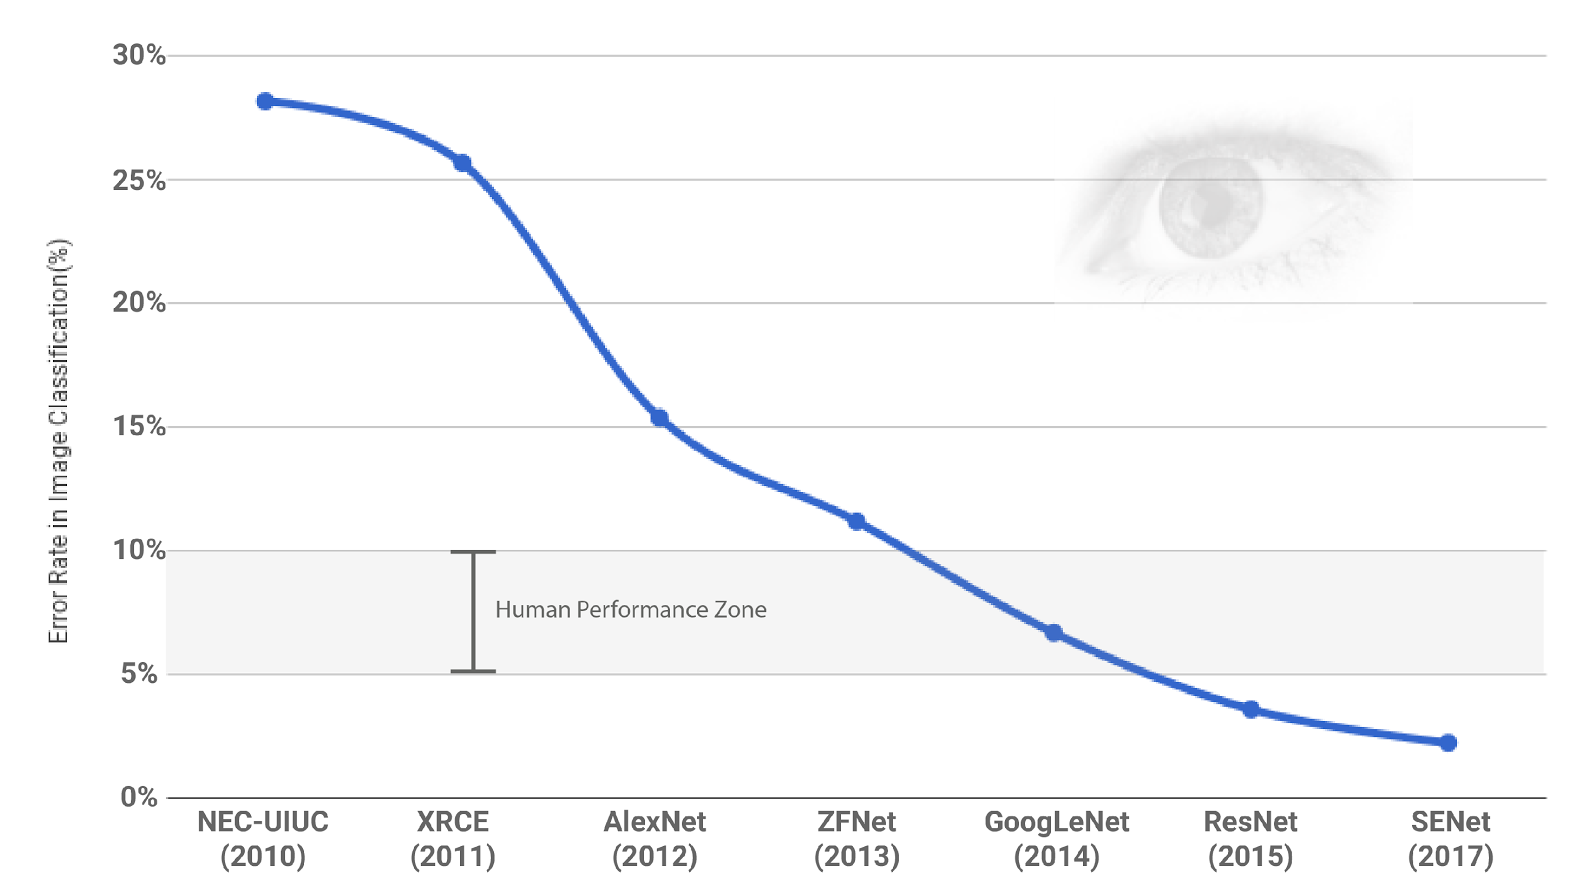 30%
25%
20%
15%
10%
5%
0%
Error Rate in Image Classification(%)
Human Performance Zone
NEC-UIUC XRCE AlexNet ZFNet GoogLeNet ResNet SENet
(2010) (2011) (2012) (2013) (2014) (2015) (2017)